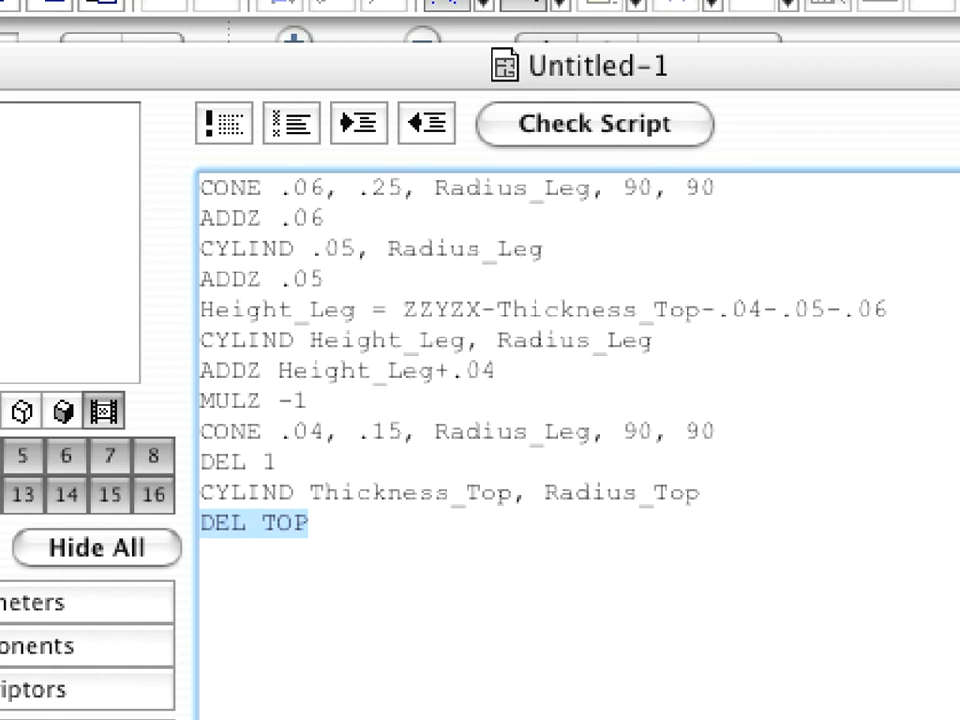 Untitled-1
Check Script
CONE .06, .25, Radius_Leg, 90, 90
ADDZ .06
CYLIND .05, Radius_Leg
ADDZ .05
Height_Leg = ZZYZX-Thickness_Top-.04-.05-.06
CYLIND Height_Leg, Radius_Leg
ADDZ Height_Leg+.04
MULZ -1
CONE .04, .15, Radius_Leg, 90, 90
DEL 1
CYLIND Thickness_Top, Radius_Top
DEL TOP
5 6 7 8
13 14 15 16
Hide All
neters
onents
iptors